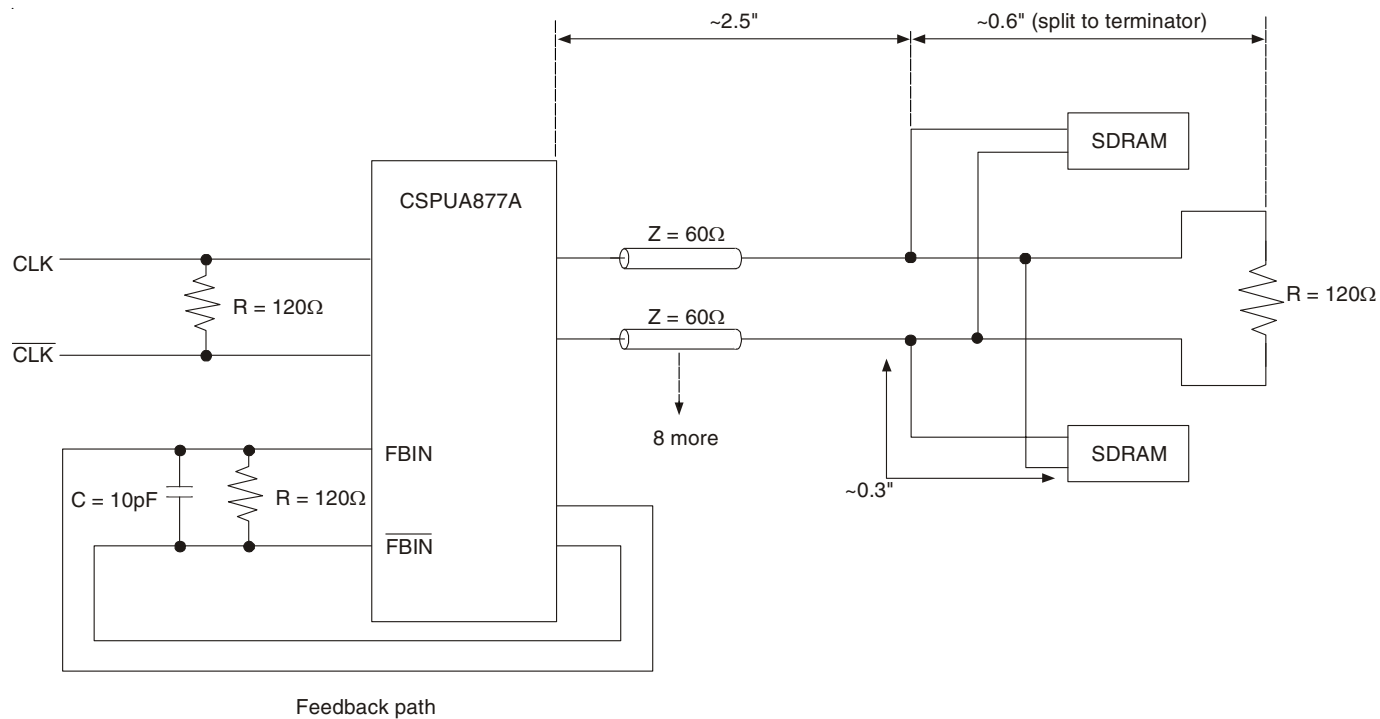 ~2.5"
~0.6" (split to terminator)
SDRAM
CSPUA877A
Z = 60Ω
CLK
R = 120Ω
R = 120Ω
Z = 60Ω
CLK
8 more
FBIN
SDRAM
C = 10pF
R = 120Ω
~0.3"
FBIN
Feedback path